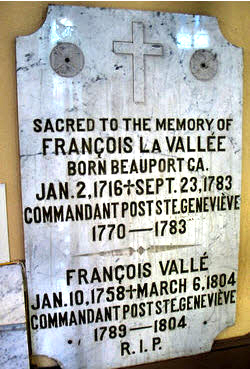 SACRED TO THE MEMORY OF
FRANÇOIS LA VALLÉE
BORN BEAUPORT CA.
JAN. 2, 1716✝SEPT. 23, 1783
COMMANDANT POST STE. GENEVIÈVE
1770—1783
FRANÇOIS VALLÉ
JAN. 10, 1758✝MARCH 6, 1804
COMMANDANT POST STE. GENEVIÈVE
1789—1804
R.I.P.